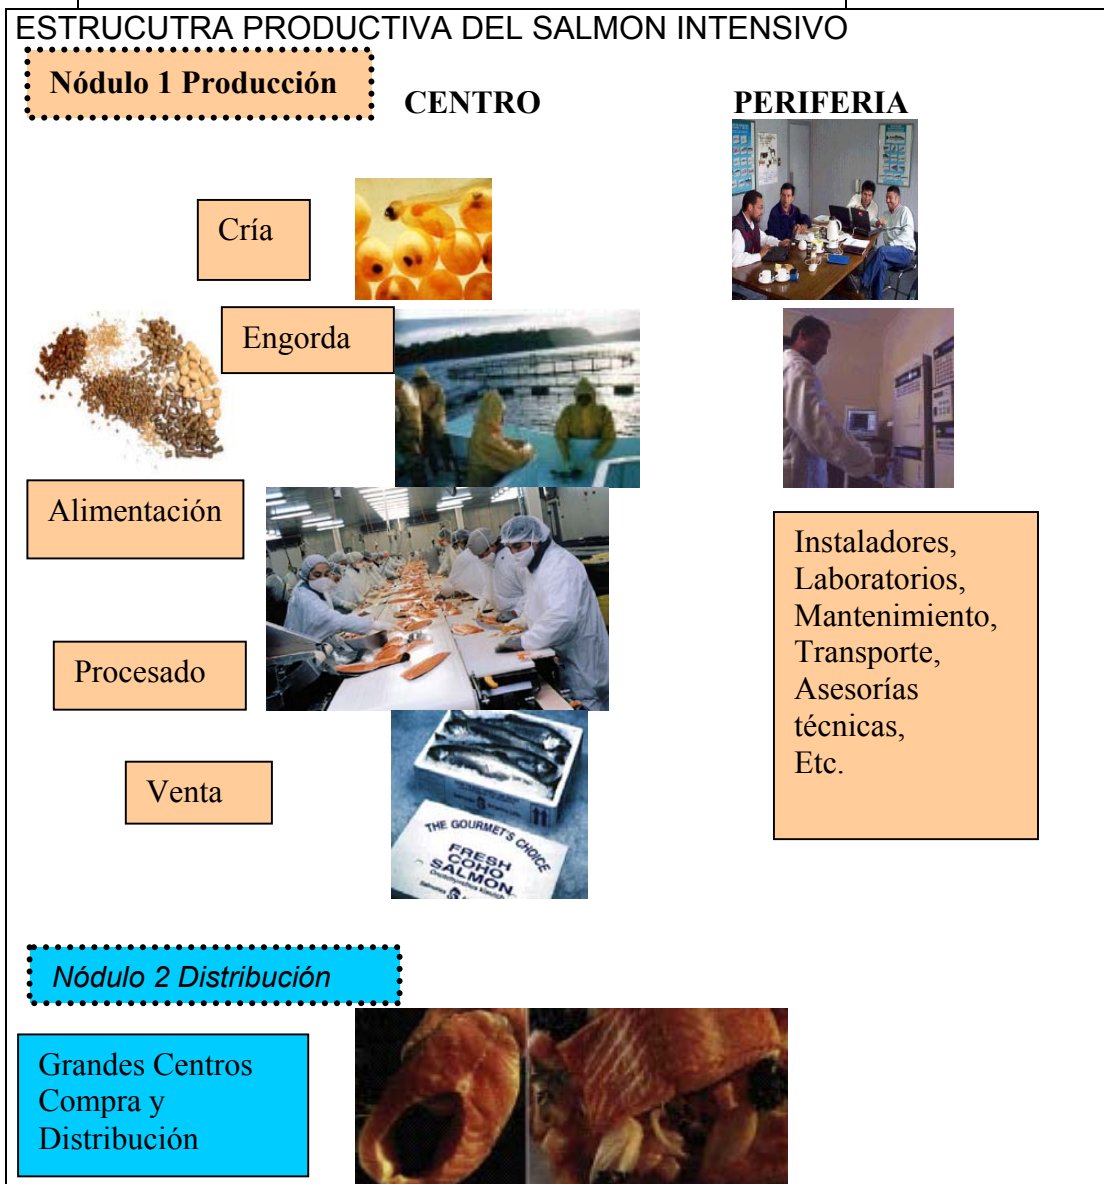 ESTRUCUTRA PRODUCTIVA DEL SALMON INTENSIVO
Nódulo 1 Producción
CENTRO
PERIFERIA
Cría
Engorda
Alimentación
Procesado
Venta
Instaladores,
Laboratorios,
Mantenimiento,
Transporte,
Asesorías
técnicas,
Etc.
THE GOURMET'S CHOICE
FRESH
COHO
SALMON
Nódulo 2 Distribución
Grandes Centros
Compra y
Distribución